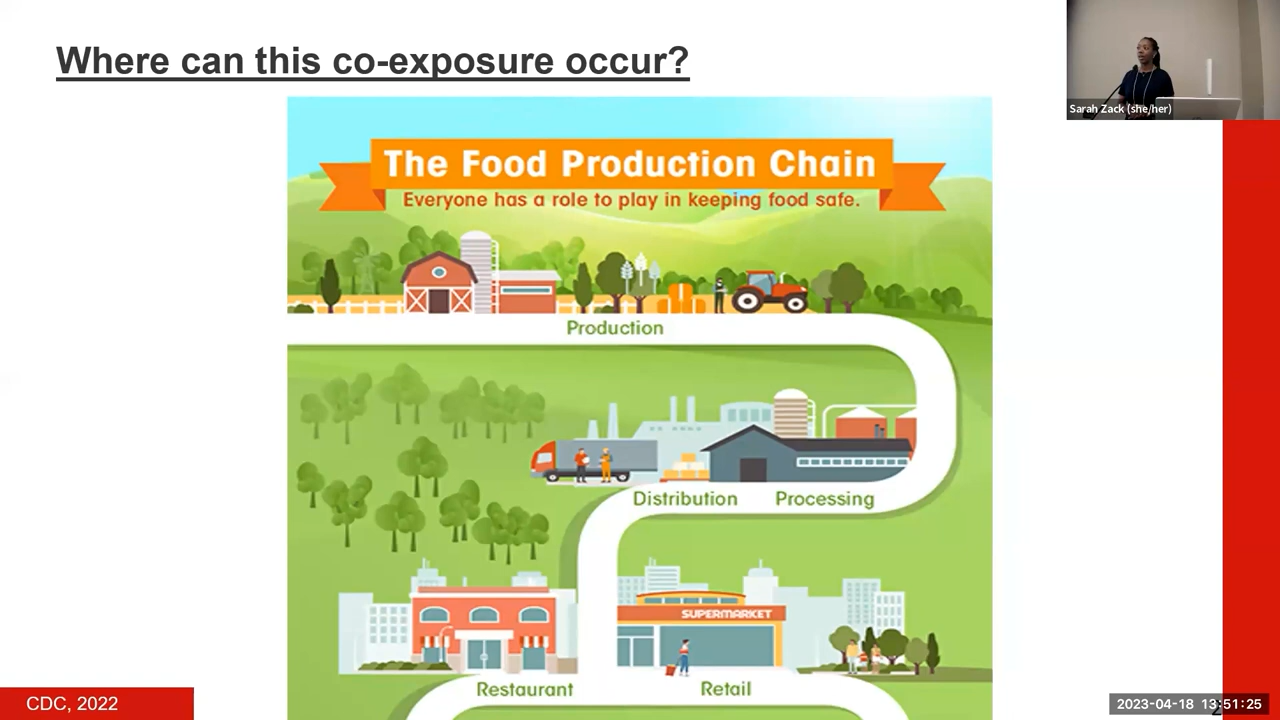 Where can this co-exposure occur?
Sarah Zack (she/her)
The Food Production Chain
Everyone has a role to play in keeping food safe.
Production
Distribution Processing
SUPERMARKET
Restaurant Retail
CDC, 2022
2023-04-18 13:51:25